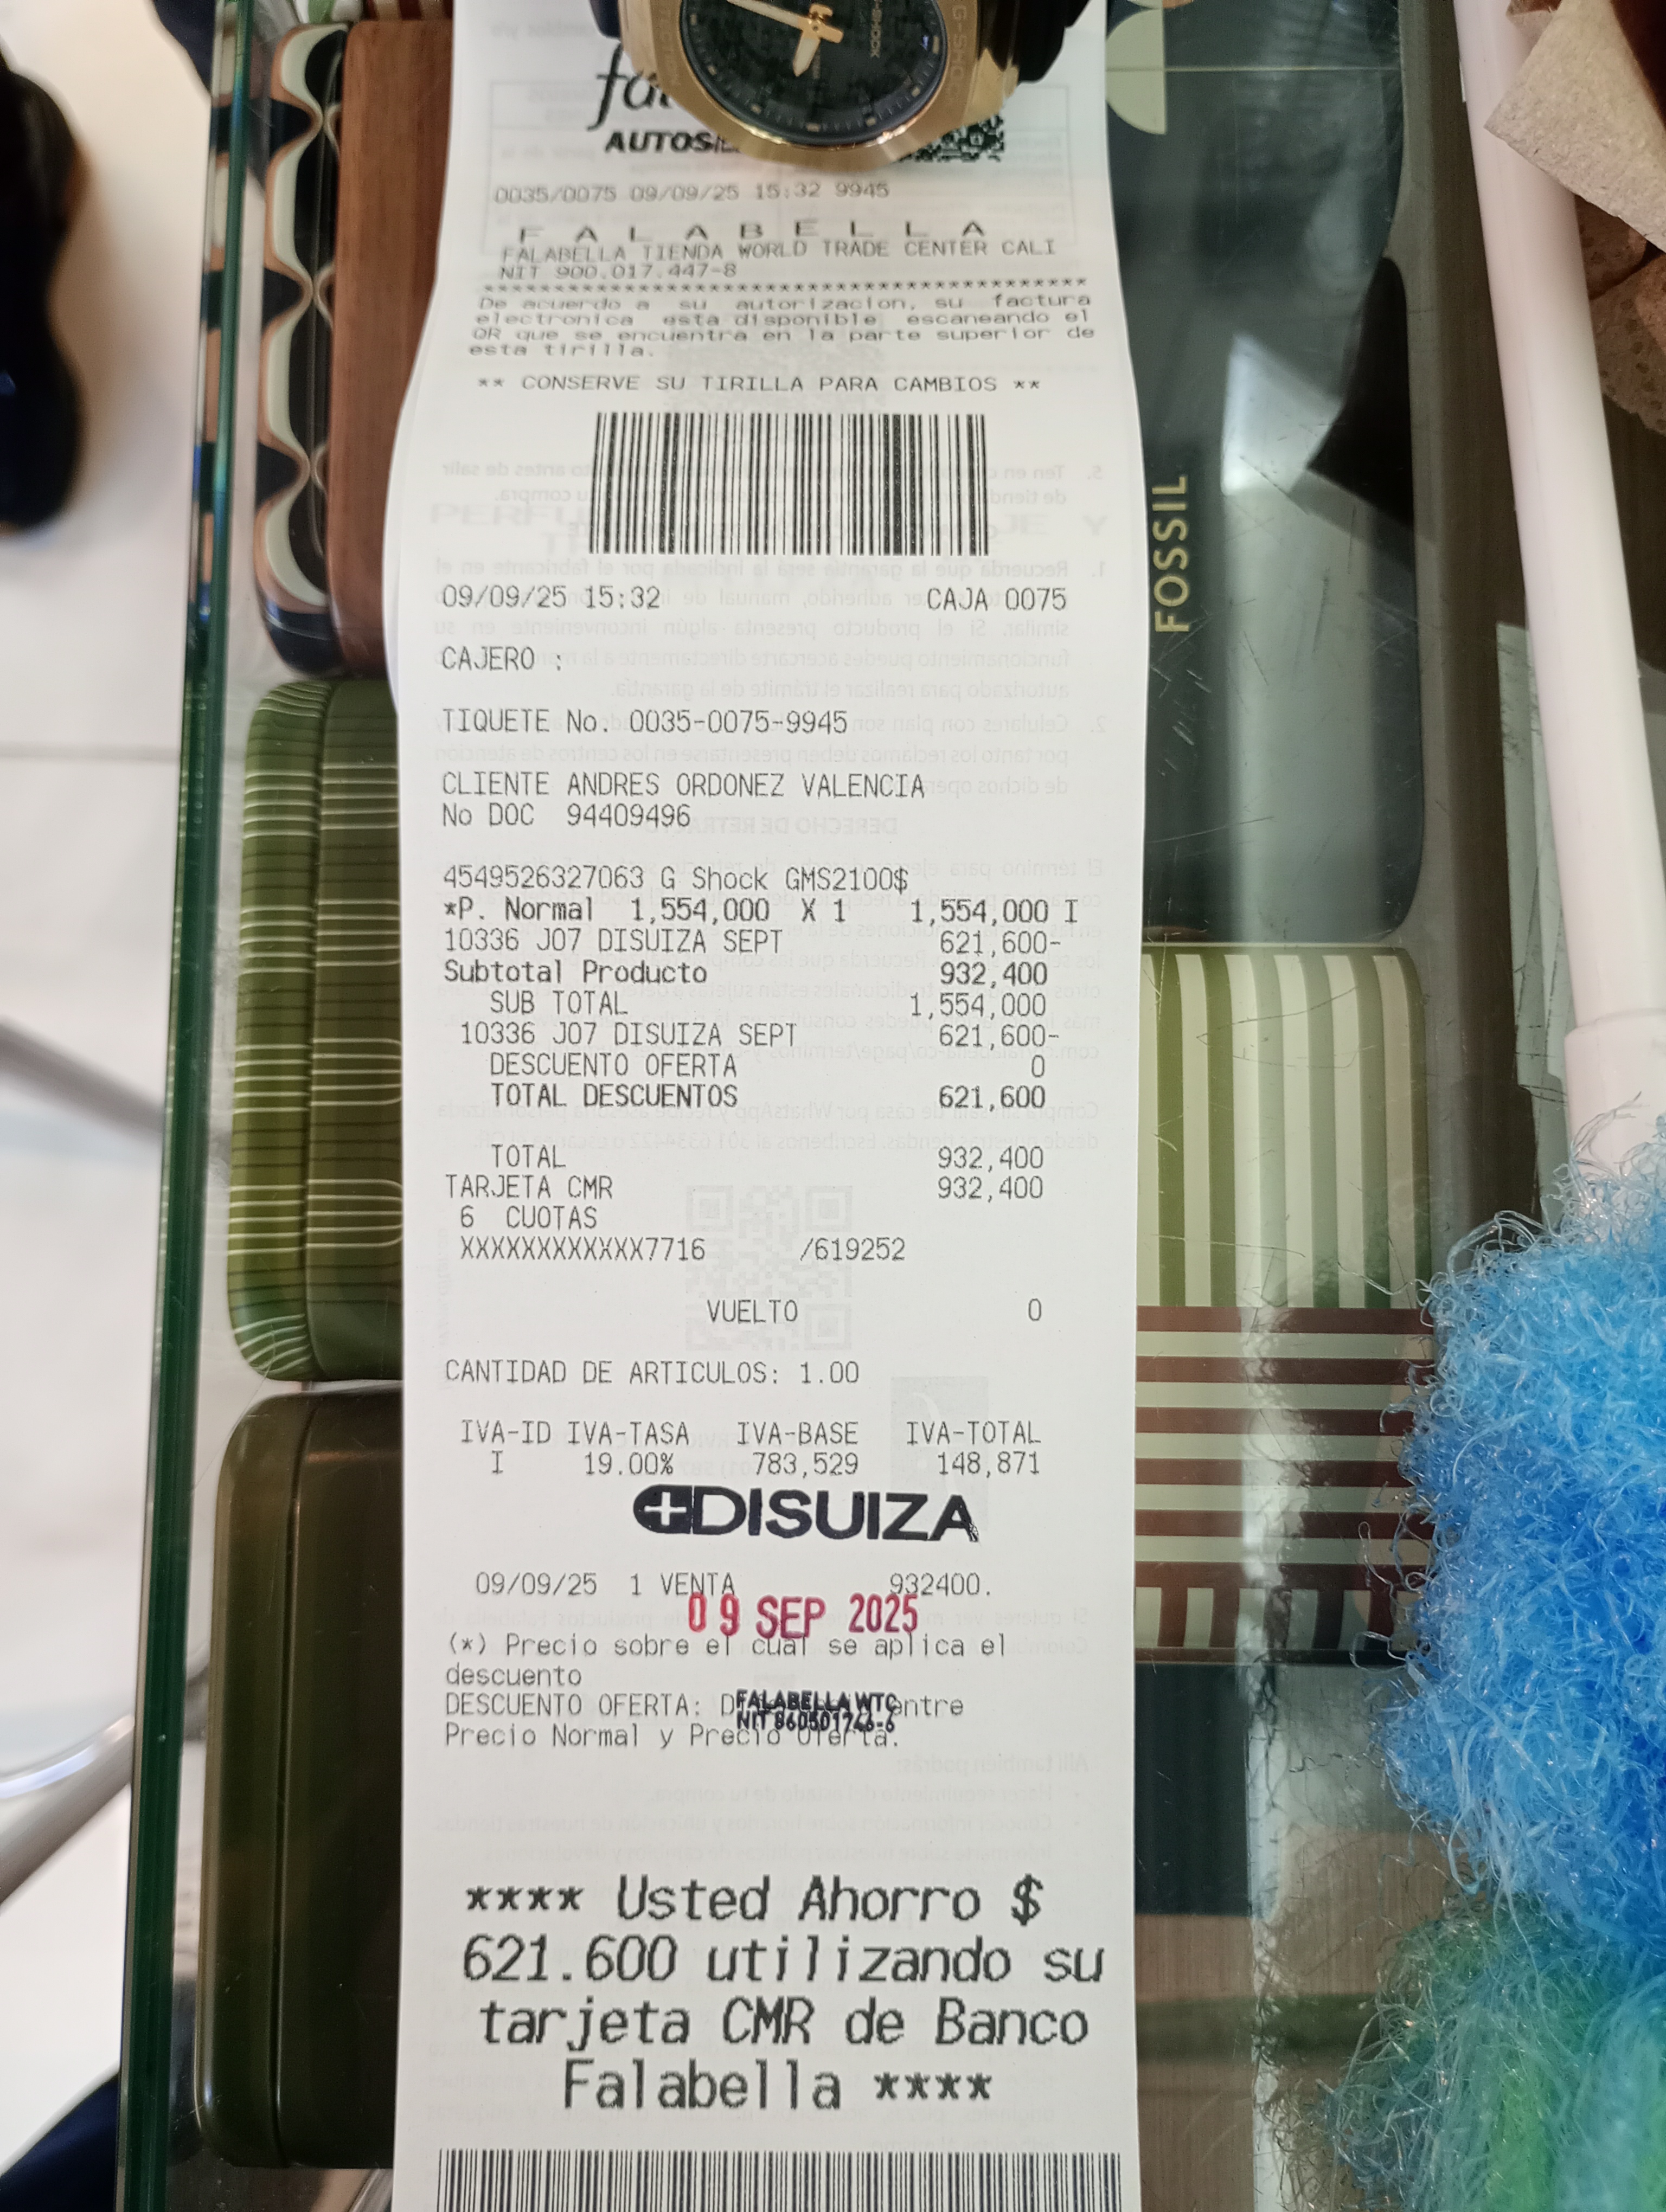 G-SHOCK
AUTOS
0035/0075 09/09/25 15:32 9945
F A L A B E L L A
FALABELLA TIENDA WORLD TRADE CENTER CALI
NIT 900.017.447-8
****************************************
De acuerdo a su autorizacion, su factura
electronica esta disponible escaneando el
QR que se encuentra en la parte superior de
esta tirilla.
** CONSERVE SU TIRILLA PARA CAMBIOS **
FOSSIL
09/09/25 15:32 CAJA 0075
CAJERO :
TIQUETE No. 0035-0075-9945
CLIENTE ANDRES ORDONEZ VALENCIA
No DOC 94409496
4549526327063 G Shock GMS2100$
*P. Normal 1,554,000 X 1 1,554,000 I
10336 J07 DISUIZA SEPT 621,600-
Subtotal Producto 932,400
SUB TOTAL 1,554,000
10336 J07 DISUIZA SEPT 621,600-
DESCUENTO OFERTA 0
TOTAL DESCUENTOS 621,600
TOTAL 932,400
TARJETA CMR 932,400
6 CUOTAS
XXXXXXXXXXXX7716 /619252
VUELTO 0
CANTIDAD DE ARTICULOS: 1.00
IVA-ID IVA-TASA IVA-BASE IVA-TOTAL
I 19.00% 783,529 148,871
DISUIZA
09/09/25 1 VENTA 932400.
09 SEP 2025
(*) Precio sobre el cual se aplica el
descuento
DESCUENTO OFERTA: entre
FALABELLA WTC
NIT 860501746-6
Precio Normal y Precio Oferta.
**** Usted Ahorro $
621.600 utilizando su
tarjeta CMR de Banco
Falabella ****